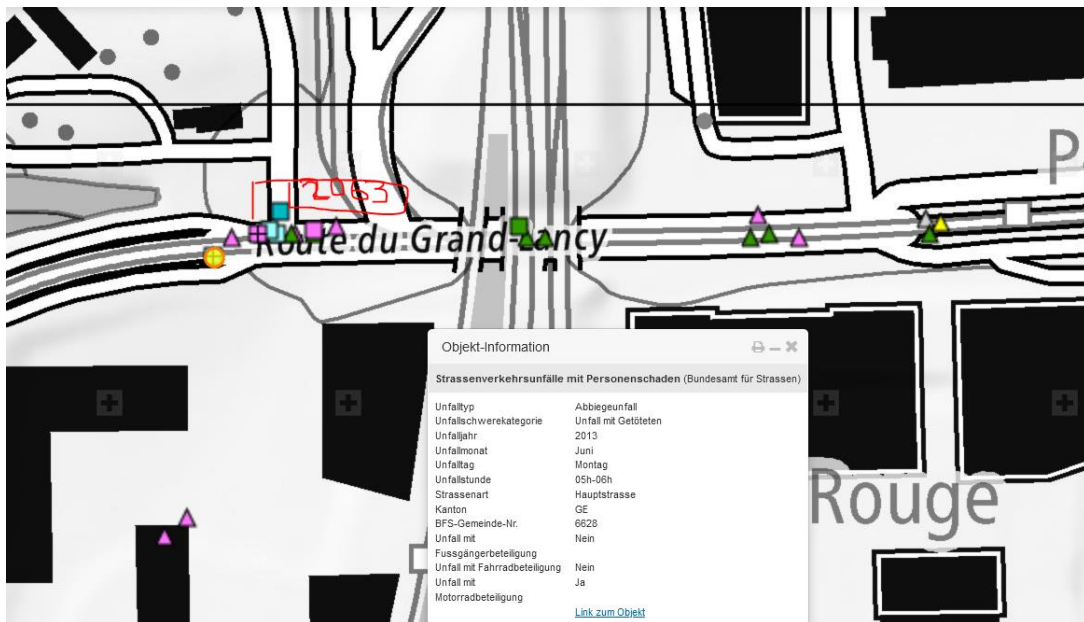 P
2063
Route du Grand-Lancy
Objekt-Information
Strassenverkehrsunfälle mit Personenschaden (Bundesamt für Strassen)
Unfalltyp Abbiegeunfall
Unfallschwerekategorie Unfall mit Getöteten
Unfalljahr 2013
Unfallmonat Juni
Unfalltag Montag
Unfallstunde 05h-06h
Strassenart Hauptstrasse
Kanton GE
BFS-Gemeinde-Nr. 6628
Unfall mit Nein
Fussgängerbeteiligung
Unfall mit Fahrradbeteiligung Nein
Unfall mit Ja
Motorradbeteiligung
Link zum Objekt
Rouge